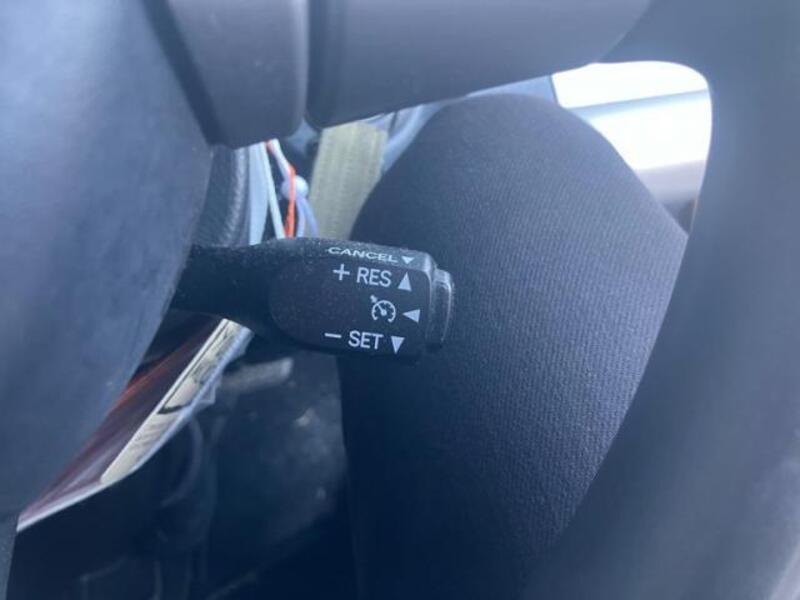 CANCEL ▼
+ RES ▲
◀
− SET ▼